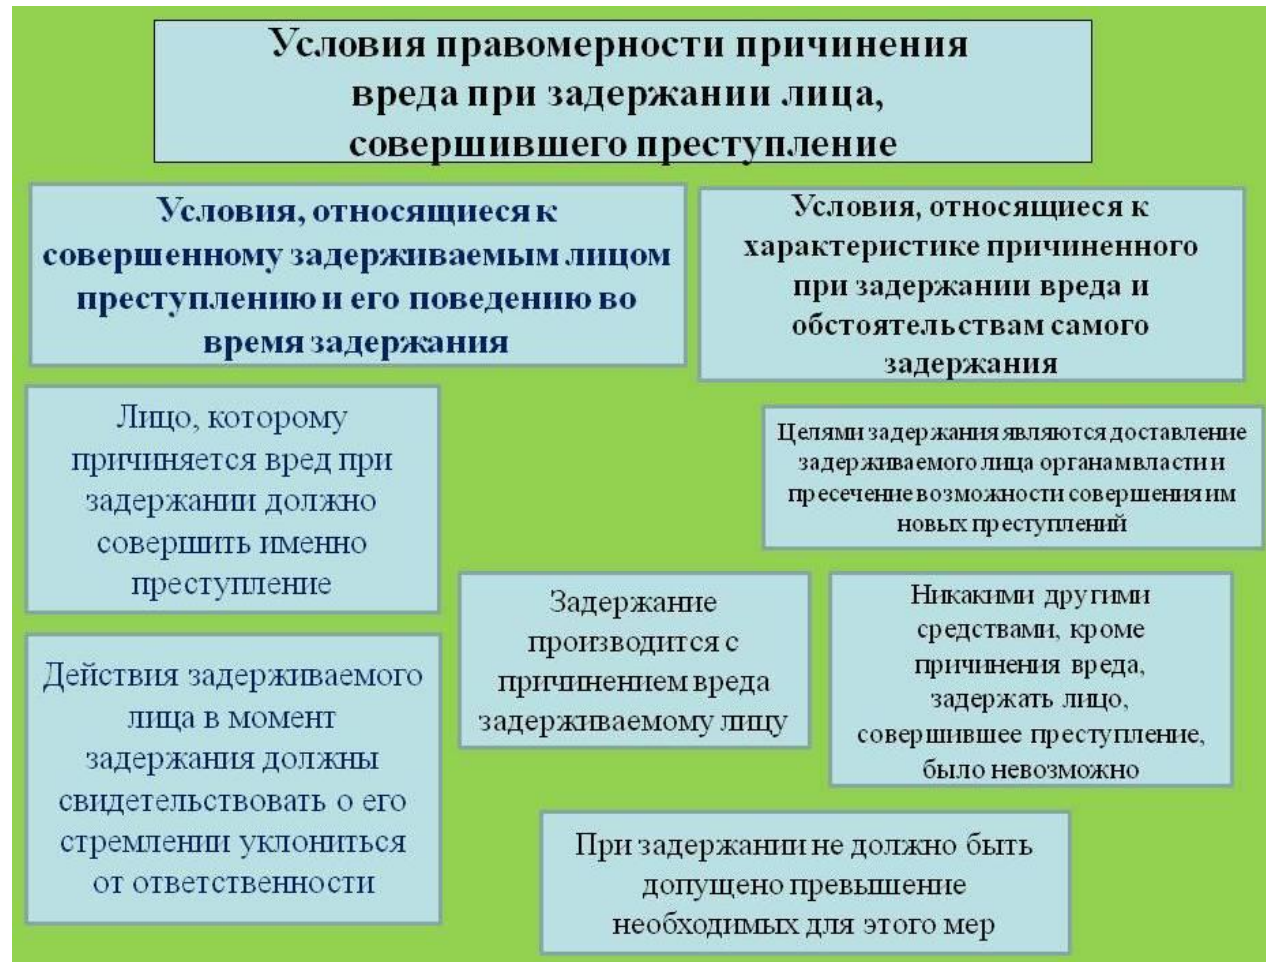 Условия правомерности причинения
вреда при задержании лица,
совершившего преступление
Условия, относящиеся к
совершенному задерживаемым лицом
преступлению и его поведению во
время задержания
Условия, относящиеся к
характеристике причиненного
при задержании вреда и
обстоятельствам самого
задержания
Лицо, которому
причиняется вред при
задержании должно
совершить именно
преступление
Целями задержания являются доставление
задерживаемого лица органам власти и
пресечение возможности совершения им
новых преступлений
Задержание
производится с
причинением вреда
задерживаемому лицу
Никакими другими
средствами, кроме
причинения вреда,
задержать лицо,
совершившее преступление,
было невозможно
Действия задерживаемого
лица в момент
задержания должны
свидетельствовать о его
стремлении уклониться
от ответственности
При задержании не должно быть
допущено превышение
необходимых для этого мер